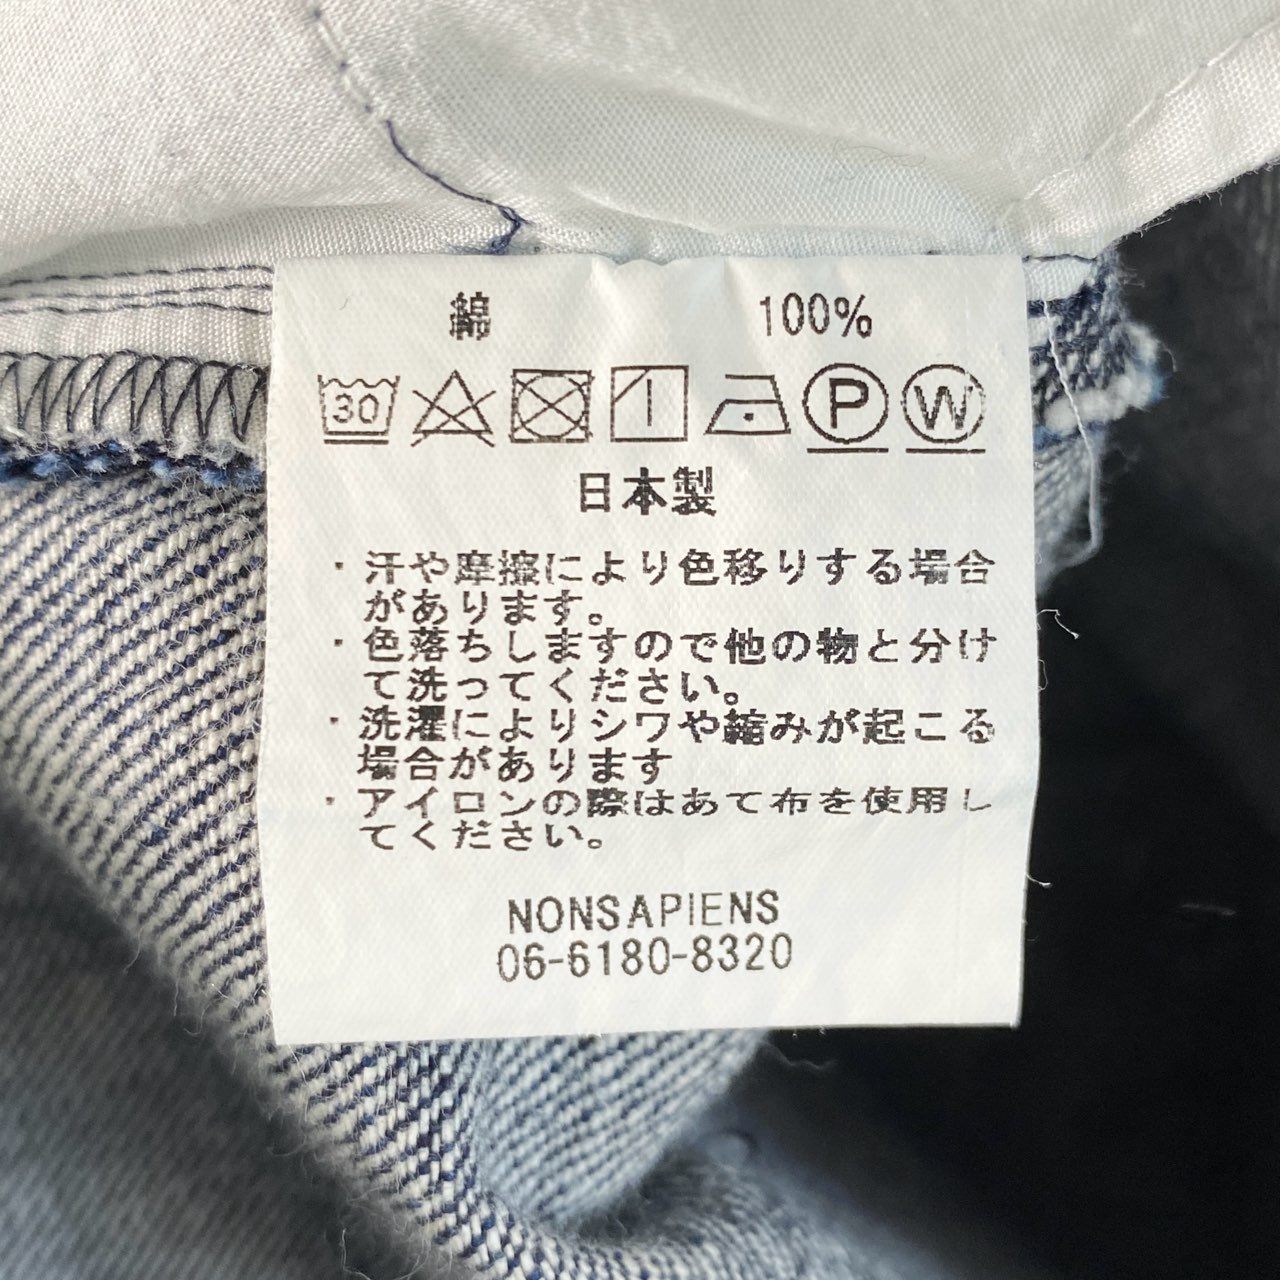 綿 100%
30 P W
日本製
・汗や摩擦により色移りする場合
があります。
・色落ちしますので他の物と分け
て洗ってください。
・洗濯によりシワや縮みが起こる
場合があります
・アイロンの際はあて布を使用し
てください。
NONSAPIENS
06-6180-8320